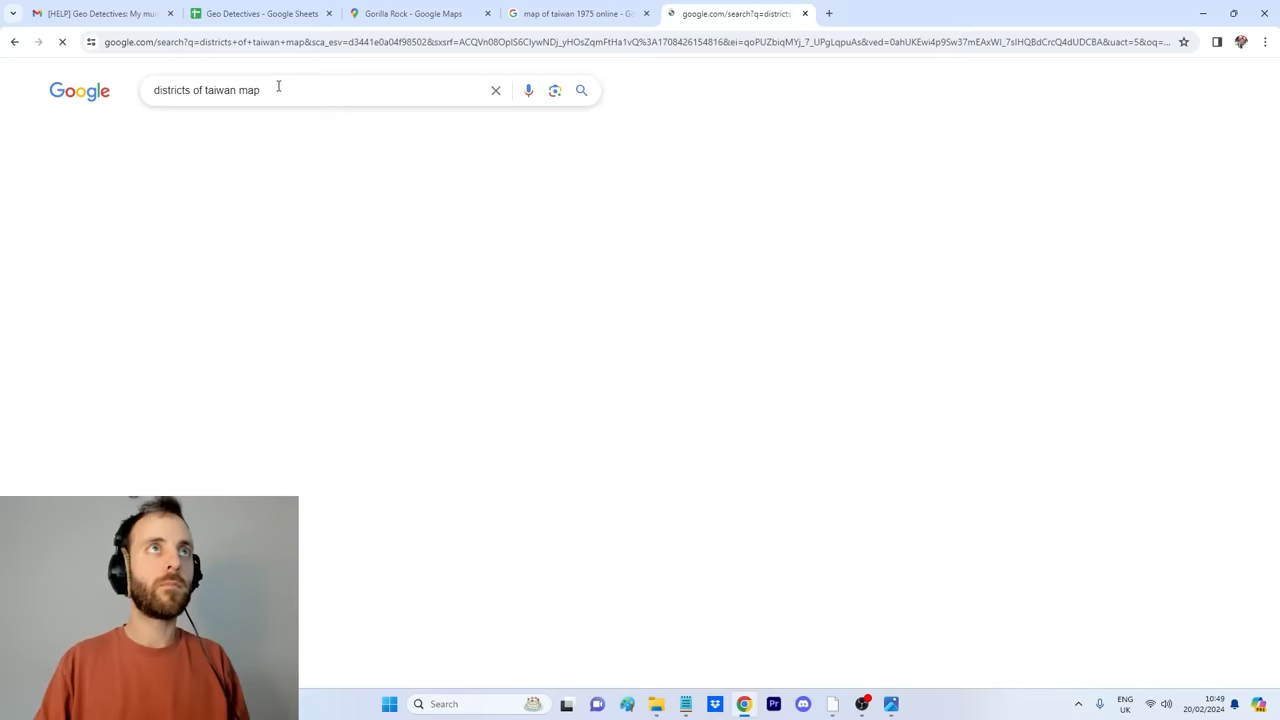 [HELP] Geo Detectives: My mu
Geo Detectives - Google Sheets
Gorilla Rock - Google Maps
map of taiwan 1975 online - Go
google.com/search?q=districts
google.com/search?q=districts+of+taiwan+map&sca_esv=d3441e0a04f98502&sxsrf=ACQVn08OpIS6ClywNDj_yHOsZqmFtHa1vQ%3A1708426154816&ei=qoPUZbiqMYj_7_UPgLqpuAs&ved=0ahUKEwi4p9Sw37mEAxWI_7sIHQBdCrcQ4dUDCBA&uact=5&oq=...
Google
districts of taiwan map
Search
Pr
ENG
UK
10:49
20/02/2024